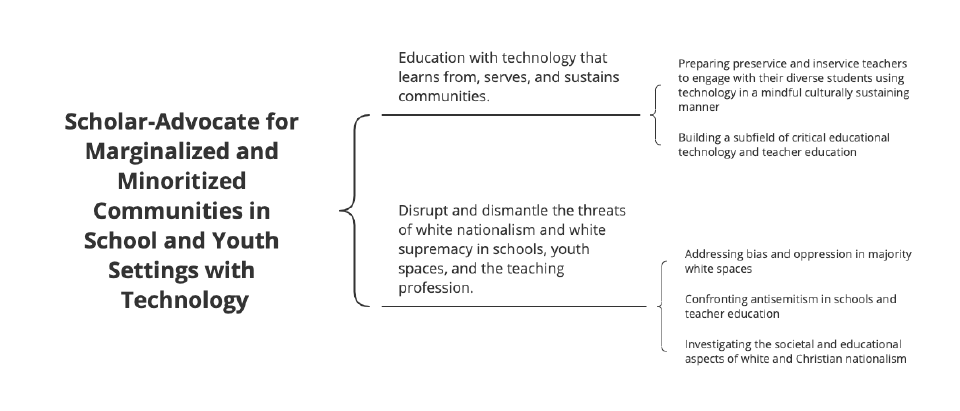 Scholar-Advocate for
Marginalized and
Minoritized
Communities in
School and Youth
Settings with
Technology
Education with technology that
learns from, serves, and sustains
communities.
Preparing preservice and inservice teachers
to engage with their diverse students using
technology in a mindful culturally sustaining
manner
Building a subfield of critical educational
technology and teacher education
Disrupt and dismantle the threats
of white nationalism and white
supremacy in schools, youth
spaces, and the teaching
profession.
Addressing bias and oppression in majority
white spaces
Confronting antisemitism in schools and
teacher education
Investigating the societal and educational
aspects of white and Christian nationalism